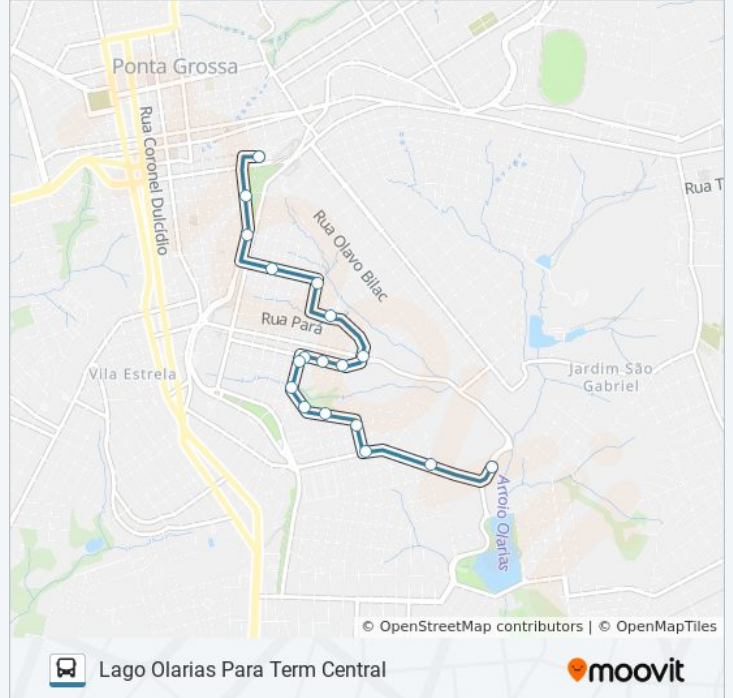 Ponta Grossa
Rua Coronel Dulcídio
Rua T
Rua Olavo Bilac
Rua Pará
Vila Estrela
Jardim São
Gabriel
Arroio Olarias
© OpenStreetMap contributors | © OpenMapTiles
Lago Olarias Para Term Central
moovit